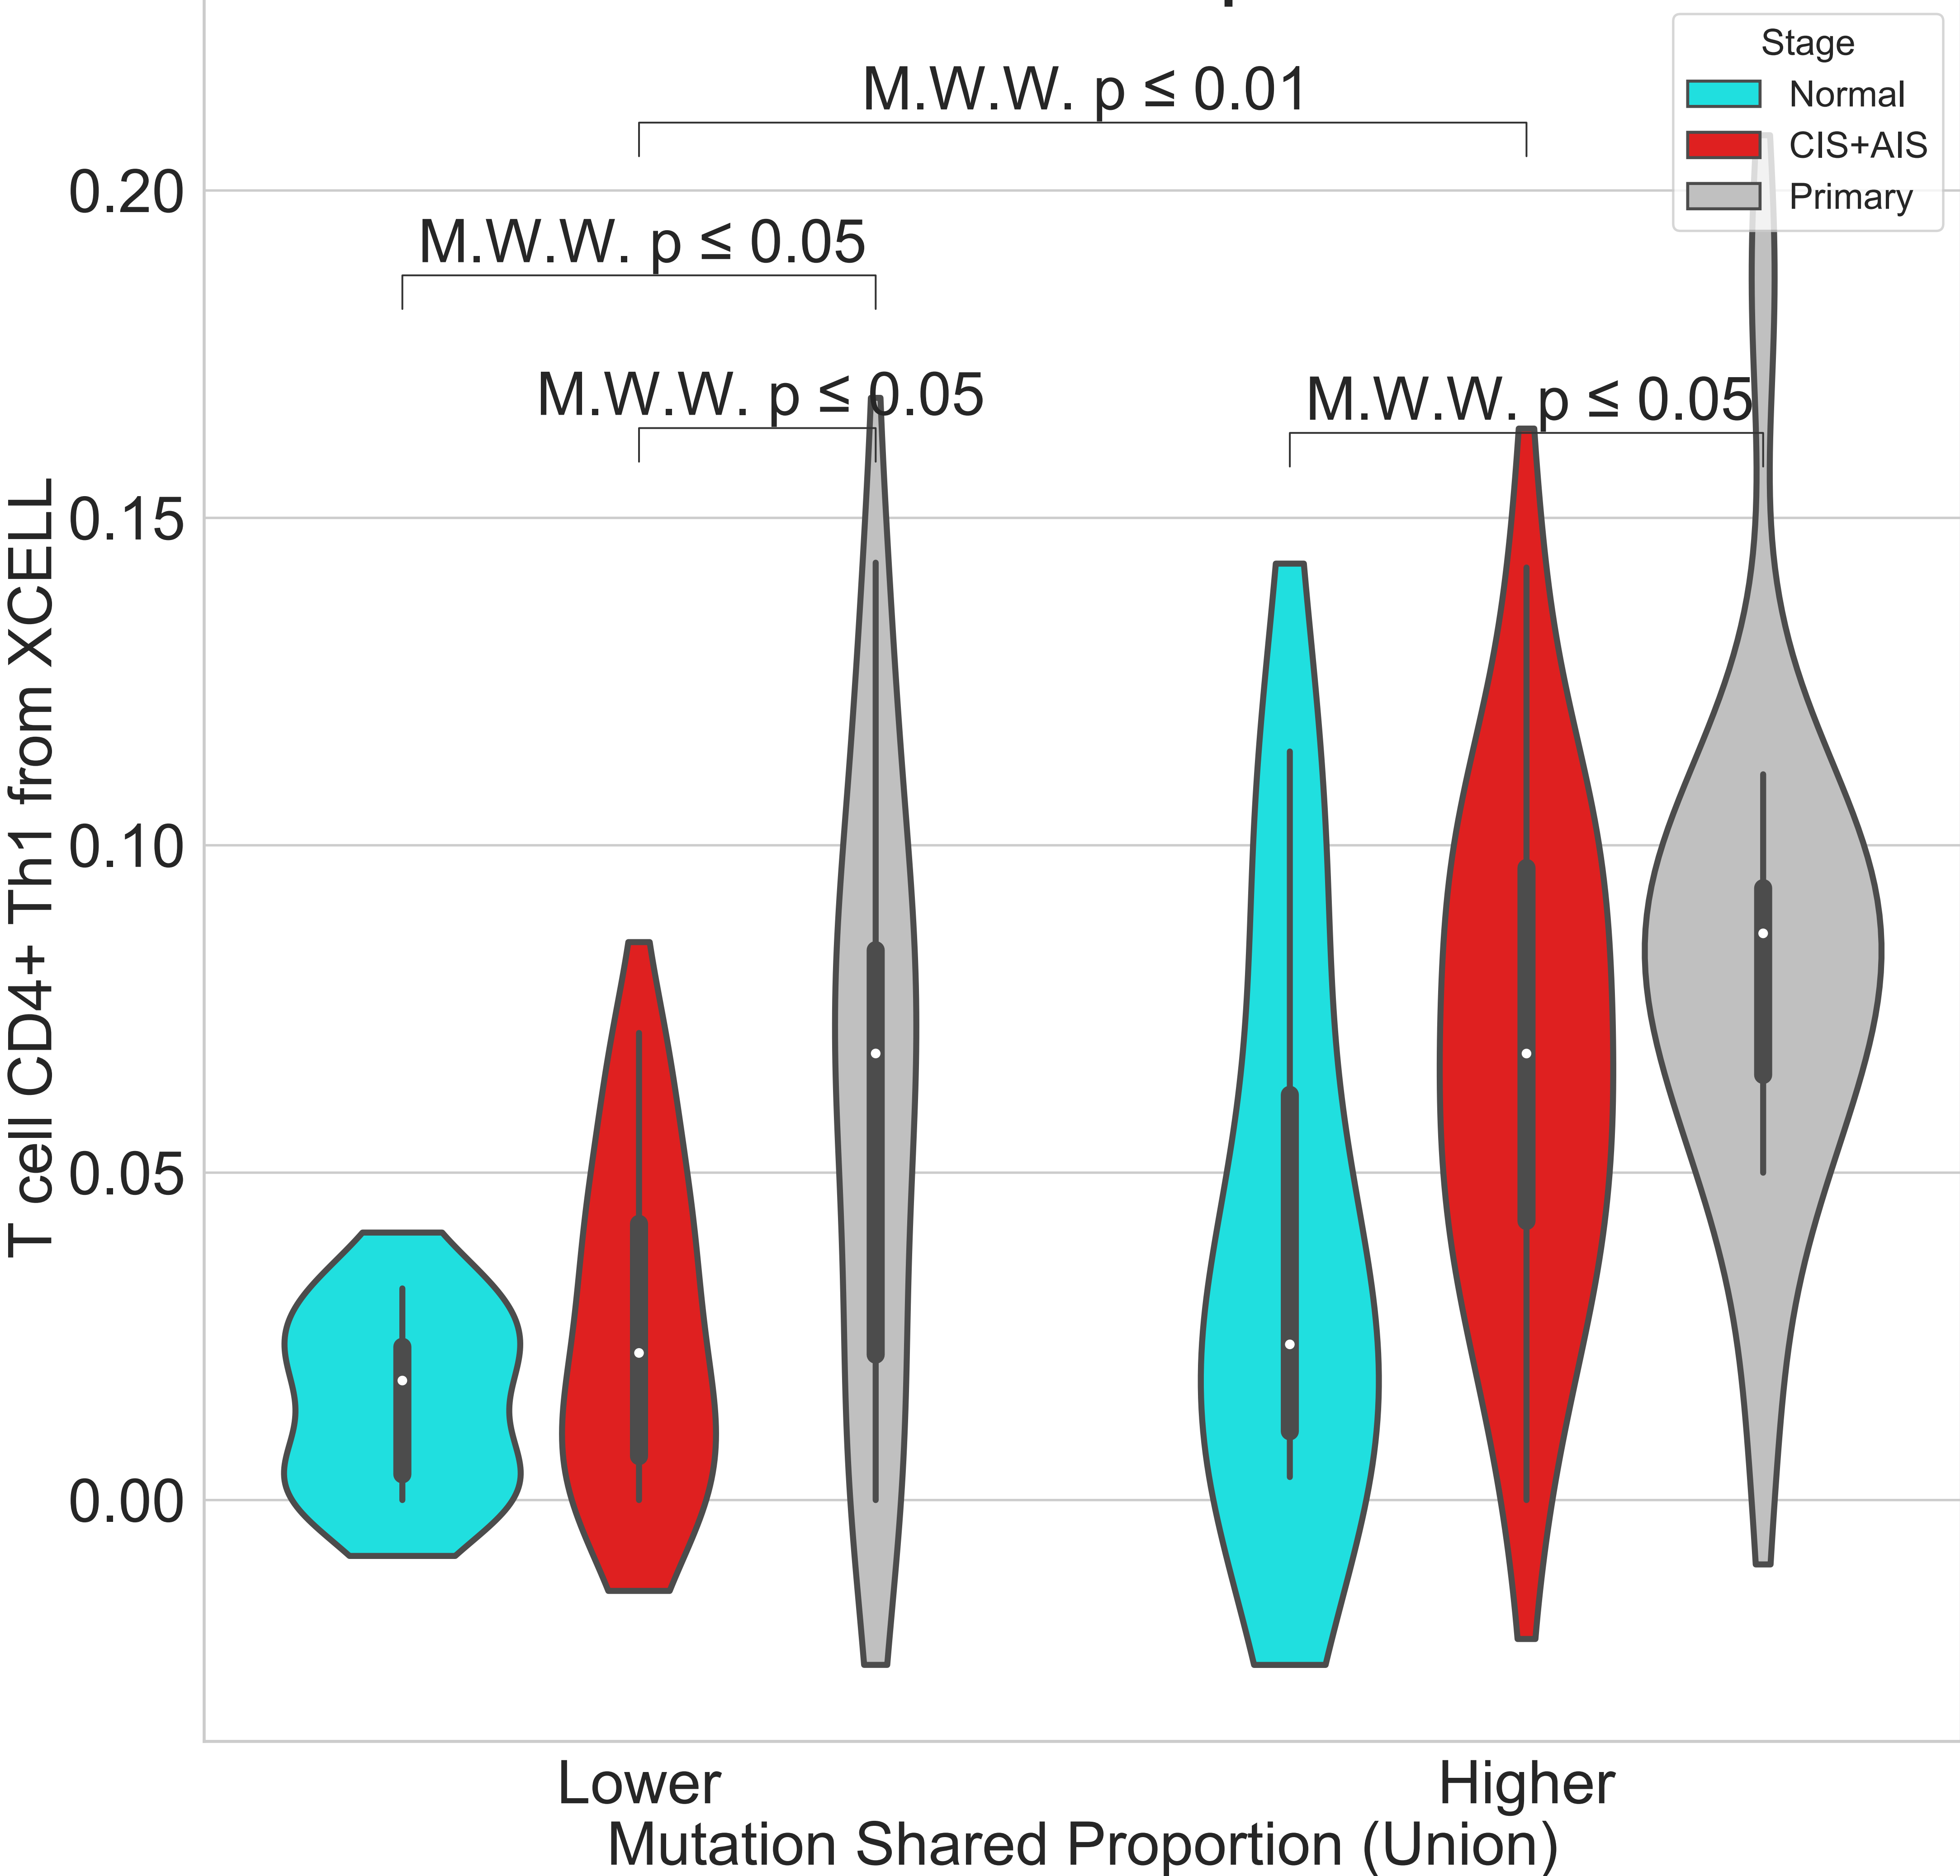 Stage
Normal
CIS+AIS
Primary
M.W.W. p ≤ 0.01
M.W.W. p ≤ 0.05
M.W.W. p ≤ 0.05
M.W.W. p ≤ 0.05
T cell CD4+ Th1 from XCELL
0.20
0.15
0.10
0.05
0.00
Lower
Higher
Mutation Shared Proportion (Union)